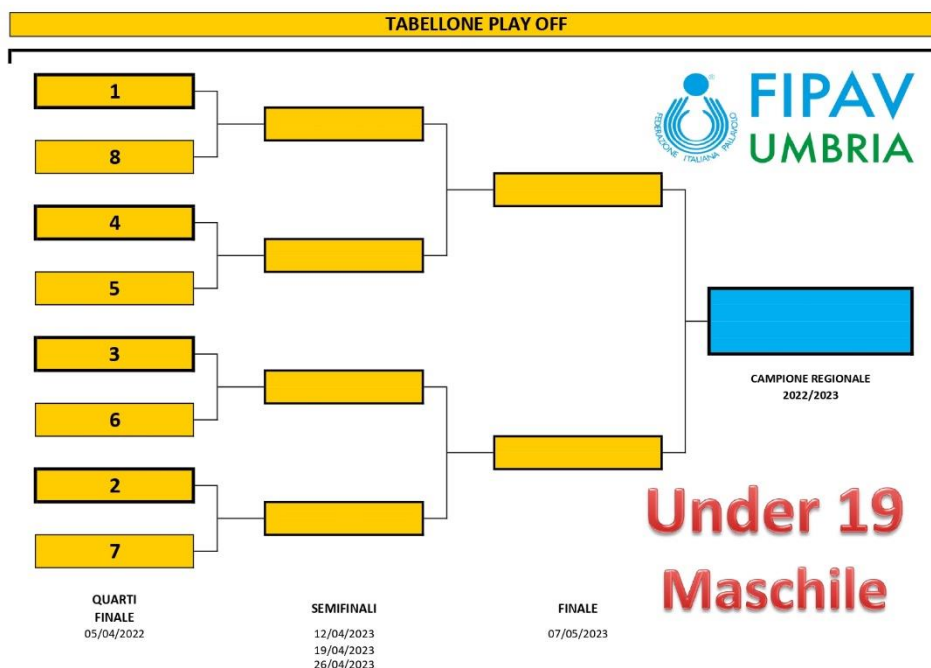 TABELLONE PLAY OFF
1
8
4
5
3
6
2
7
FEDERAZIONE ITALIANA PALLAVOLO
FIPAV
UMBRIA
CAMPIONE REGIONALE
2022/2023
Under 19
Maschile
QUARTI
FINALE
05/04/2022
SEMIFINALI
12/04/2023
19/04/2023
26/04/2023
FINALE
07/05/2023